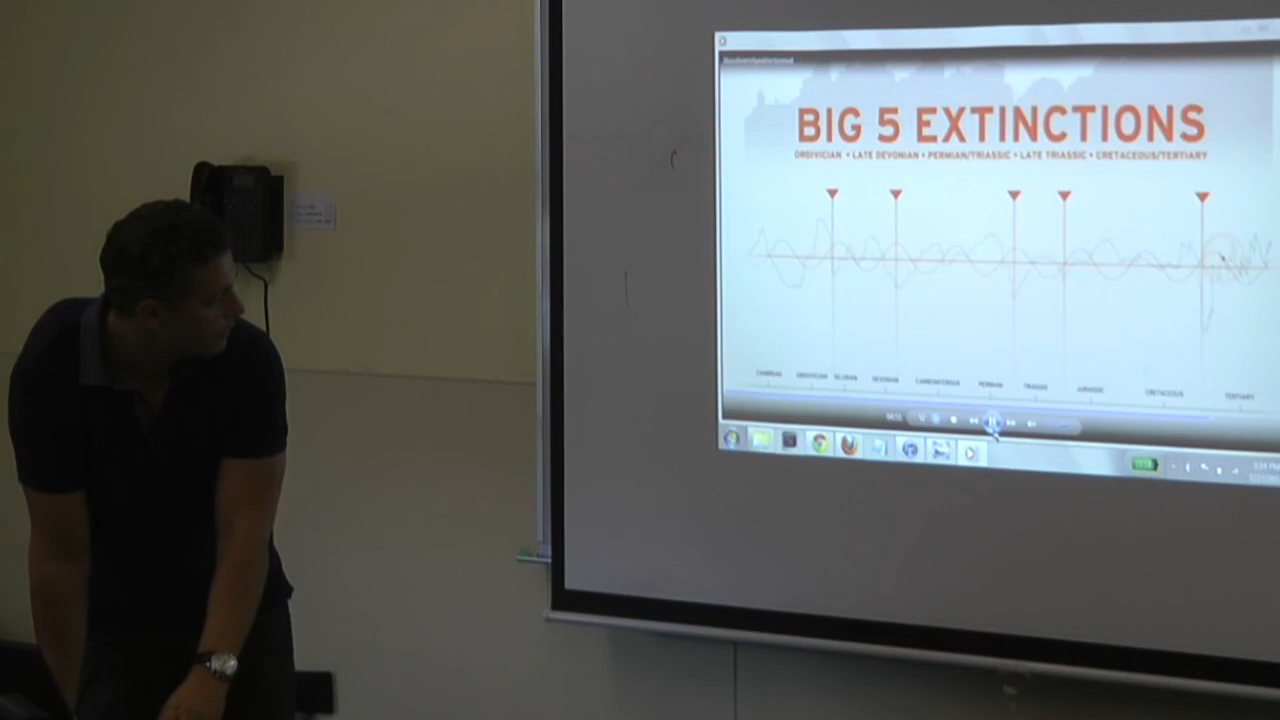 BIG 5 EXTINCTIONS
ORDIVICIAN • LATE DEVONIAN • PERMIAN/TRIASSIC • LATE TRIASSIC • CRETACEOUS/TERTIARY
CAMBRIAN ORDIVICIAN SILURIAN DEVONIAN CARBONIFEROUS PERMIAN TRIASSIC JURASSIC CRETACEOUS TERTIARY